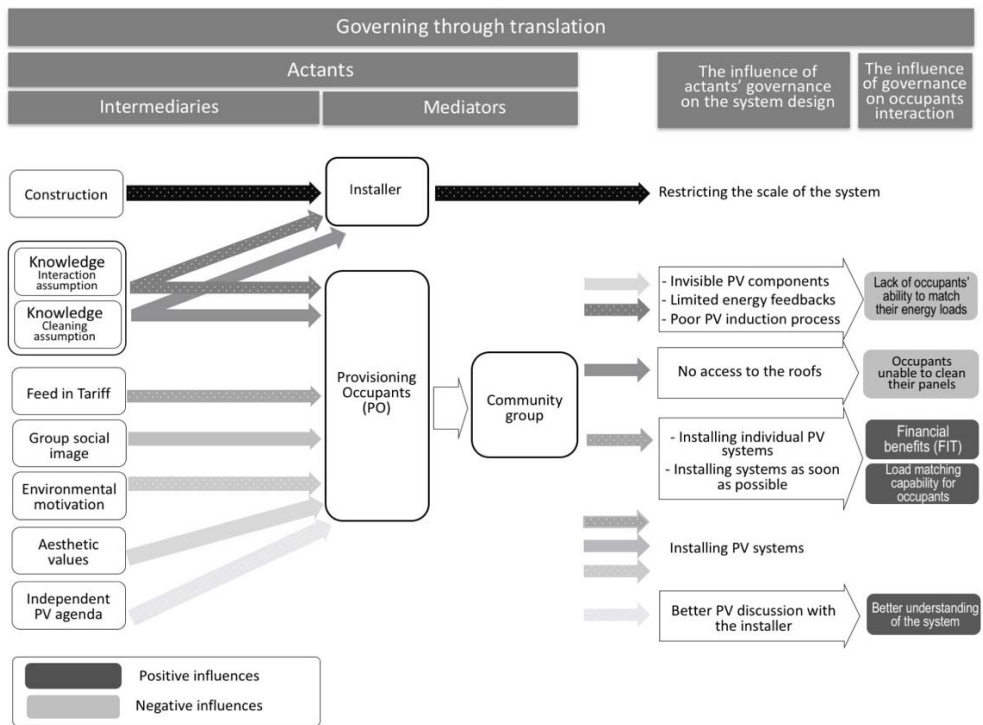 Governing through translation
Actants
Intermediaries
Mediators
The influence of
actants' governance
on the system design
The influence
of governance
on occupants
interaction
Construction
Installer
Restricting the scale of the system
Knowledge
Interaction
assumption
Knowledge
Cleaning
assumption
Feed in Tariff
Group social
image
Environmental
motivation
Aesthetic
values
Independent
PV agenda
Provisioning
Occupants
(PO)
Community
group
- Invisible PV components
- Limited energy feedbacks
- Poor PV induction process
Lack of occupants'
ability to match
their energy loads
No access to the roofs
Occupants
unable to clean
their panels
- Installing individual PV
systems
- Installing systems as soon
as possible
Financial
benefits (FIT)
Load matching
capability for
occupants
Installing PV systems
Better PV discussion with
the installer
Better understanding
of the system
Positive influences
Negative influences